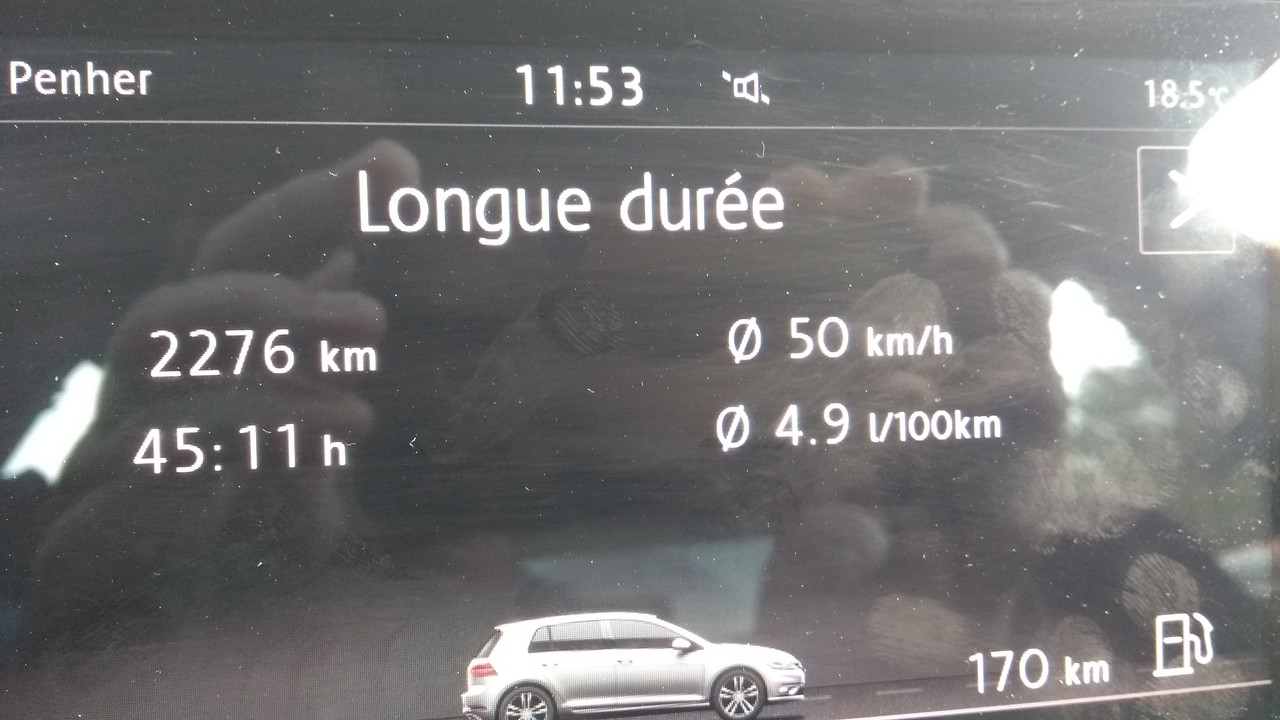 Penher 11:53 18.5°C
Longue durée
2276 km Ø 50 km/h
45:11 h Ø 4.9 l/100km
170 km